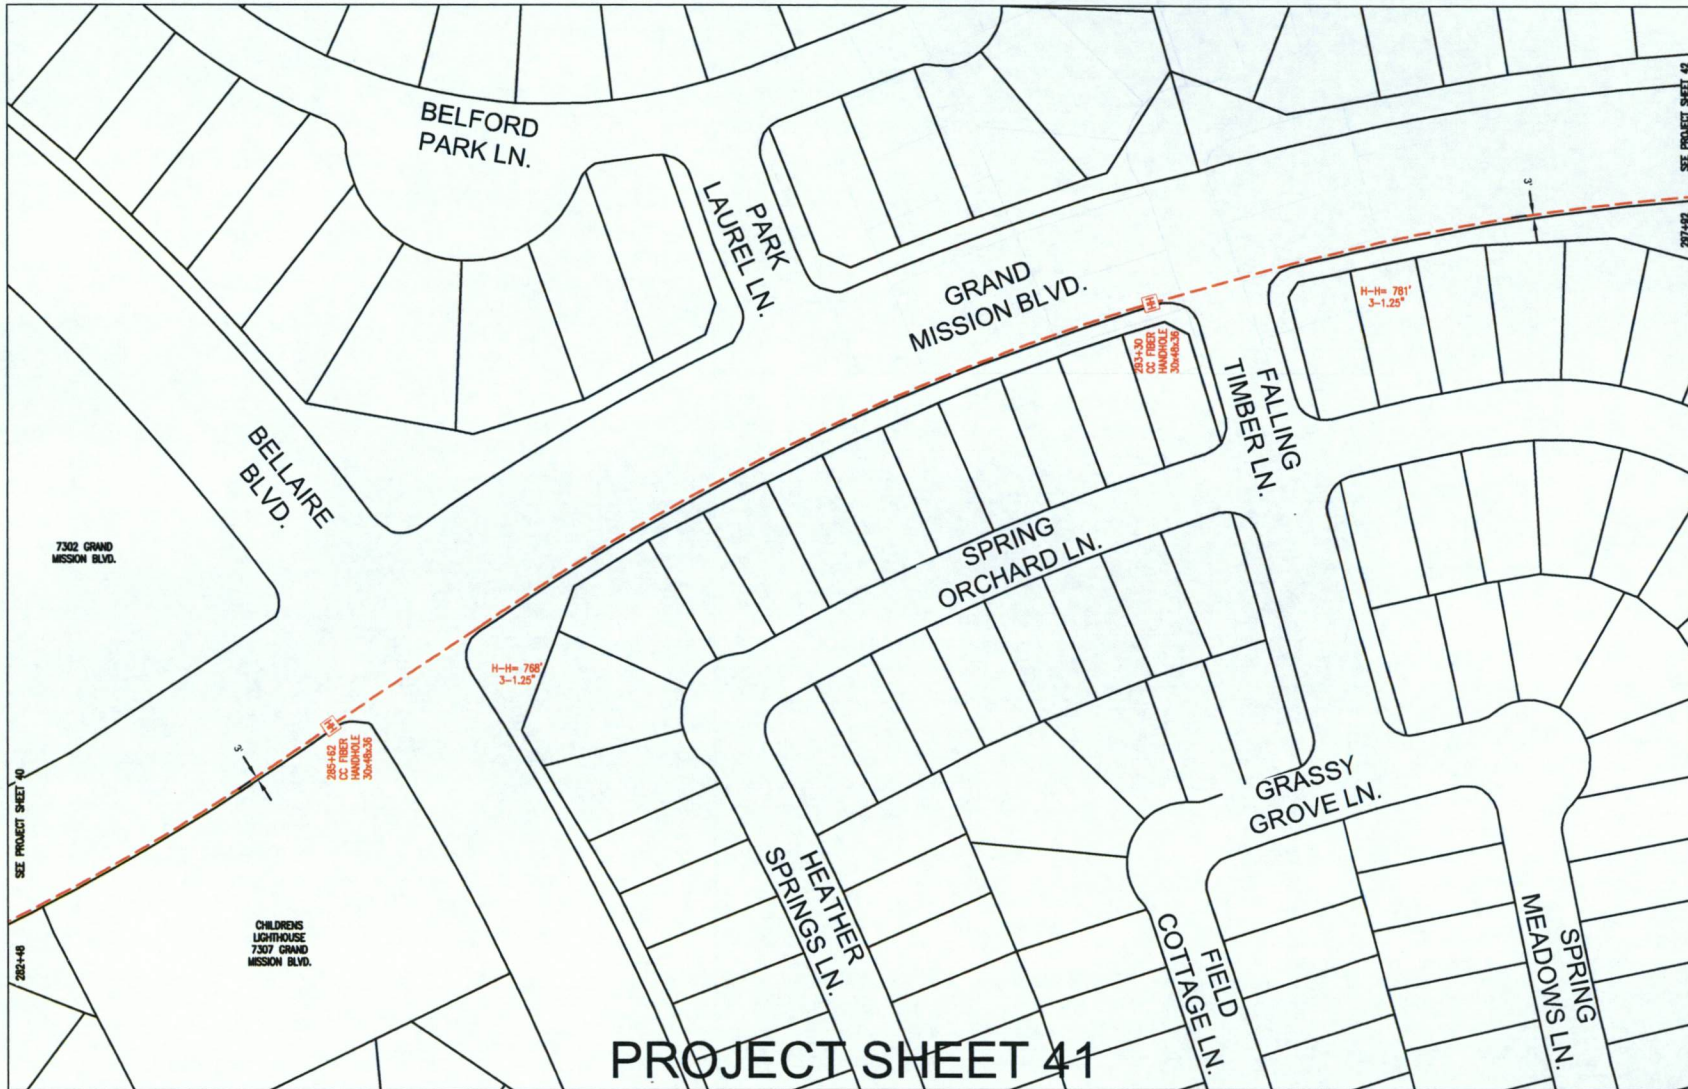 BELFORD
PARK LN.
PARK
LAUREL LN.
GRAND
MISSION BLVD.
SEE PROJECT SHEET 42
297+92
3'
H-H= 781'
3-1.25"
HH
293+30
CC FIBER
HANDHOLE
30x48x36
FALLING
TIMBER LN.
BELLAIRE
BLVD.
7302 GRAND
MISSION BLVD.
SPRING
ORCHARD LN.
H-H= 768'
3-1.25"
HH
285+62
CC FIBER
HANDHOLE
30x48x36
3'
SEE PROJECT SHEET 40
282+48
CHILDRENS
LIGHTHOUSE
7307 GRAND
MISSION BLVD.
GRASSY
GROVE LN.
HEATHER
SPRINGS LN.
FIELD
COTTAGE LN.
SPRING
MEADOWS LN.
PROJECT SHEET 41